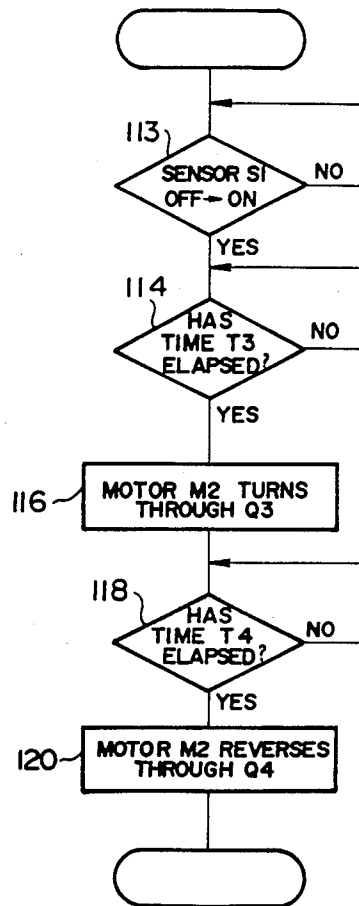 113
SENSOR S1
OFF→ON
NO
YES
114
HAS
TIME T3
ELAPSED?
NO
YES
116
MOTOR M2 TURNS
THROUGH Q3
118
HAS
TIME T4
ELAPSED?
NO
YES
120
MOTOR M2 REVERSES
THROUGH Q4